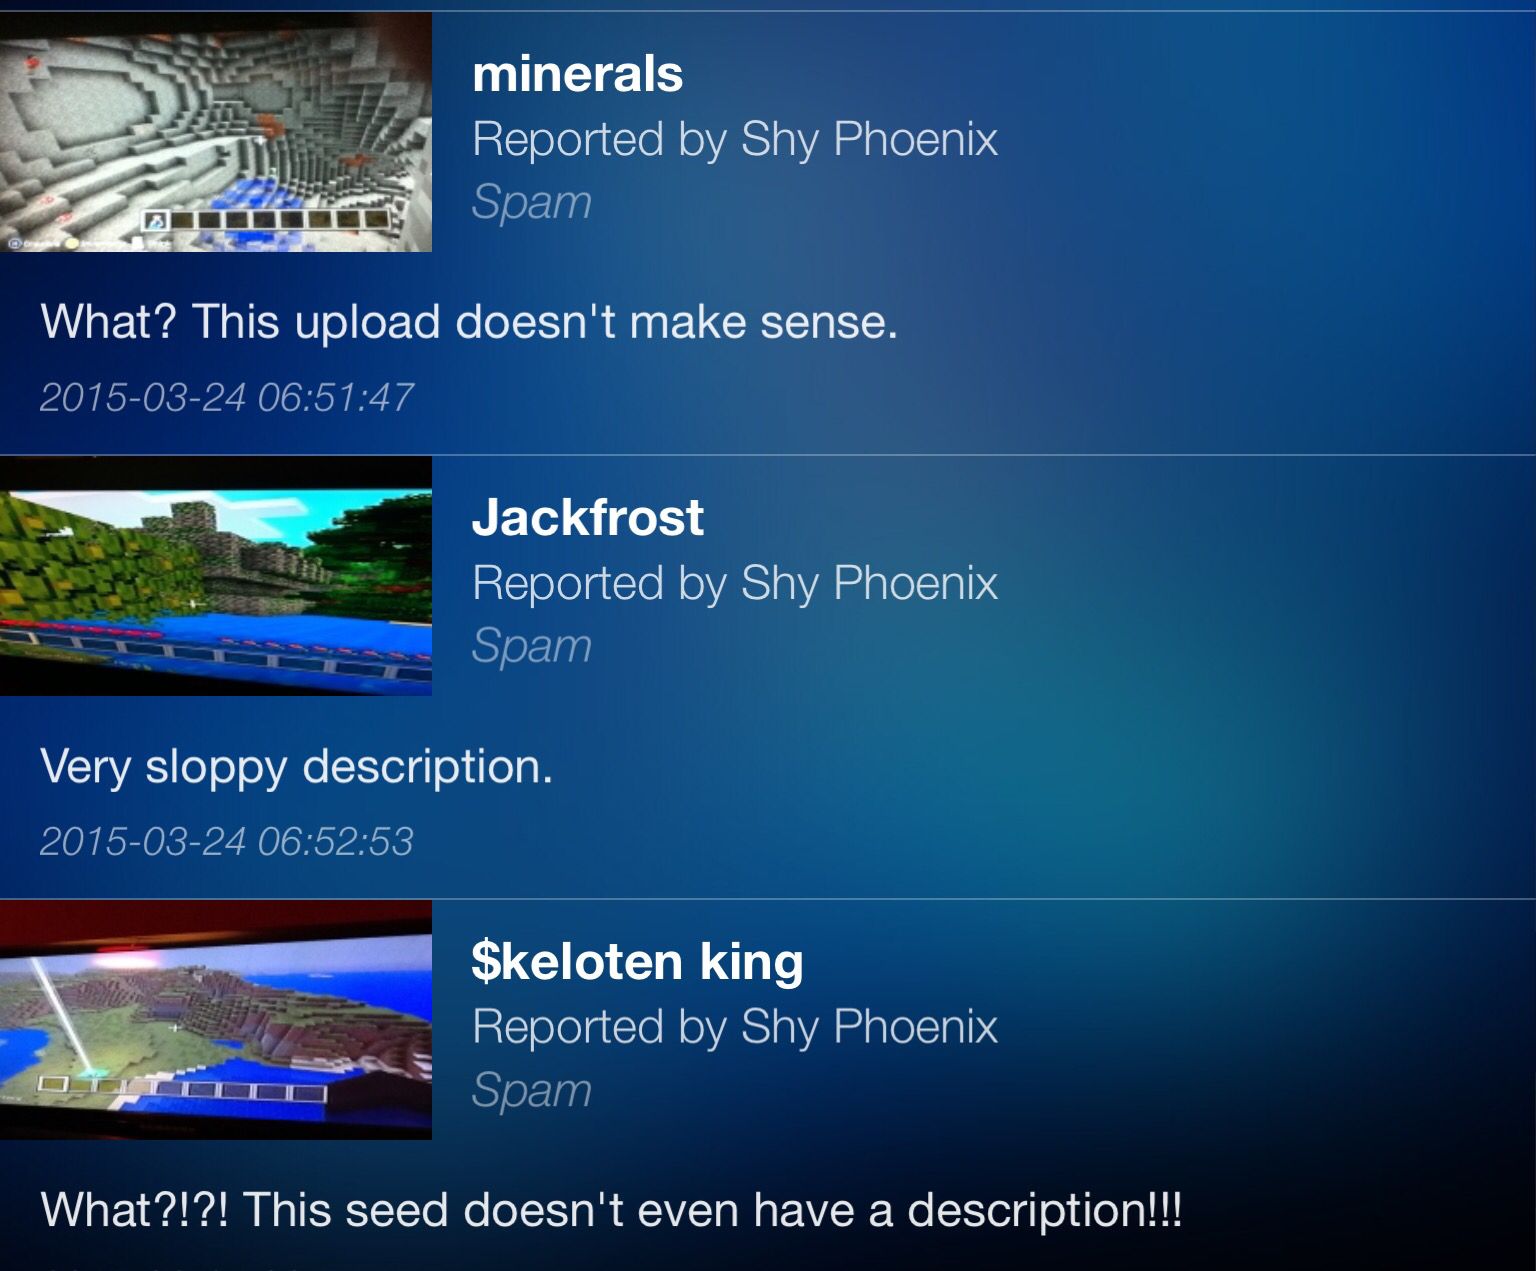 minerals
Reported by Shy Phoenix
Spam
What? This upload doesn't make sense.
2015-03-24 06:51:47
Jackfrost
Reported by Shy Phoenix
Spam
Very sloppy description.
2015-03-24 06:52:53
$keloten king
Reported by Shy Phoenix
Spam
What?!?! This seed doesn't even have a description!!!